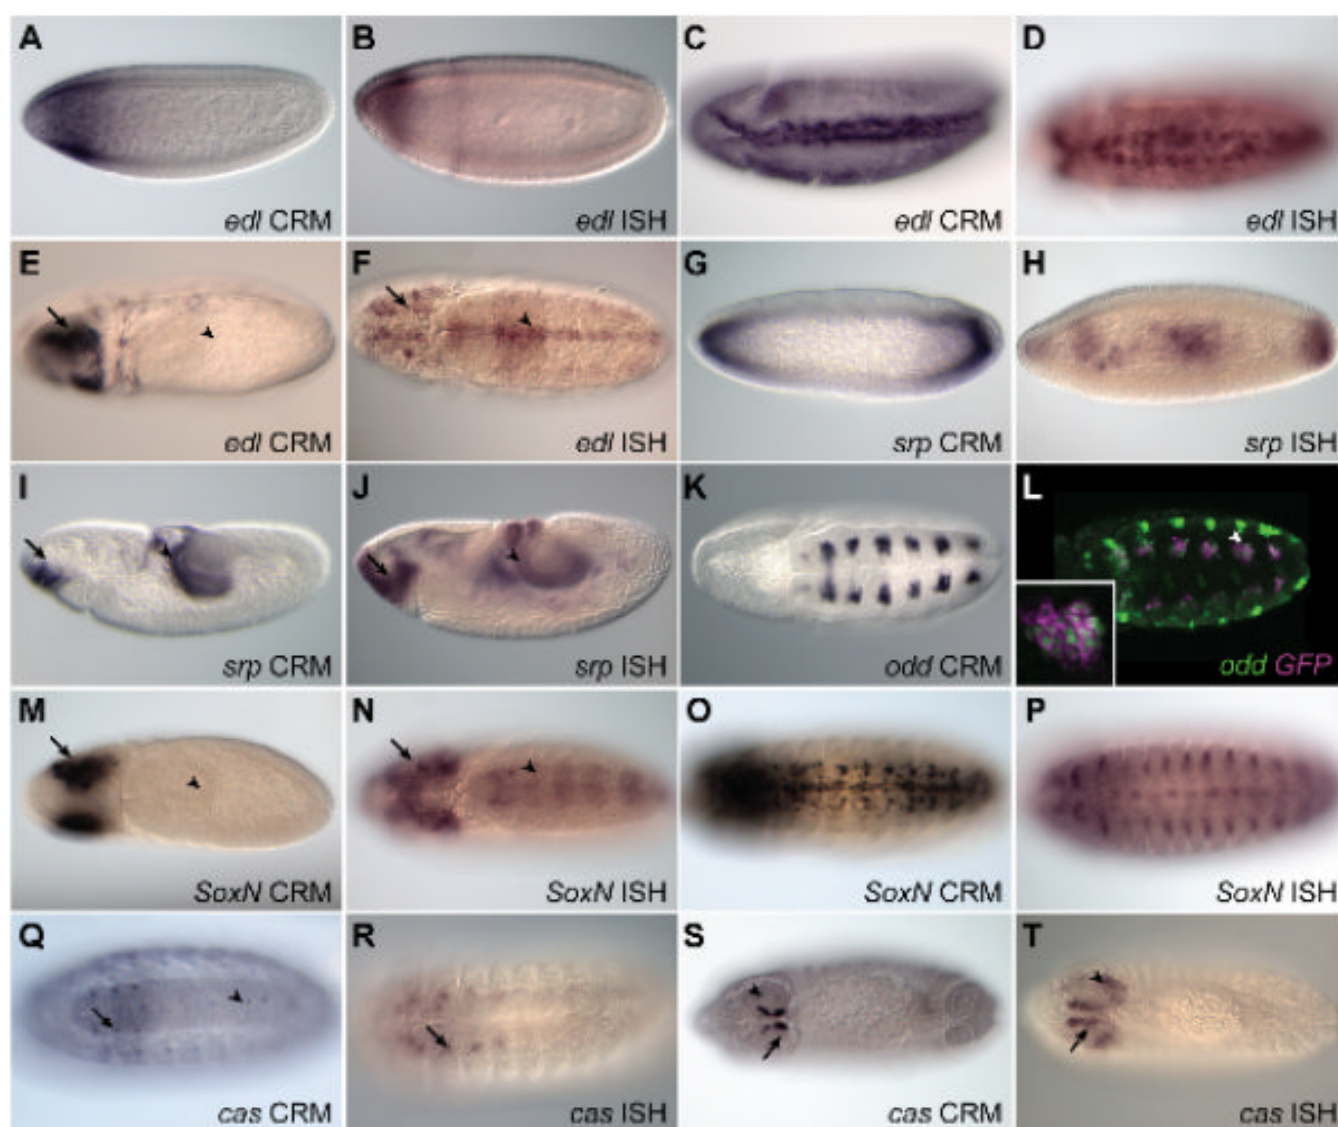 A B C D
edl CRM edl ISH edl CRM edl ISH
E F G H
edl CRM edl ISH srp CRM srp ISH
I J K L
srp CRM srp ISH odd CRM odd GFP
M N O P
SoxN CRM SoxN ISH SoxN CRM SoxN ISH
Q R S T
cas CRM cas ISH cas CRM cas ISH